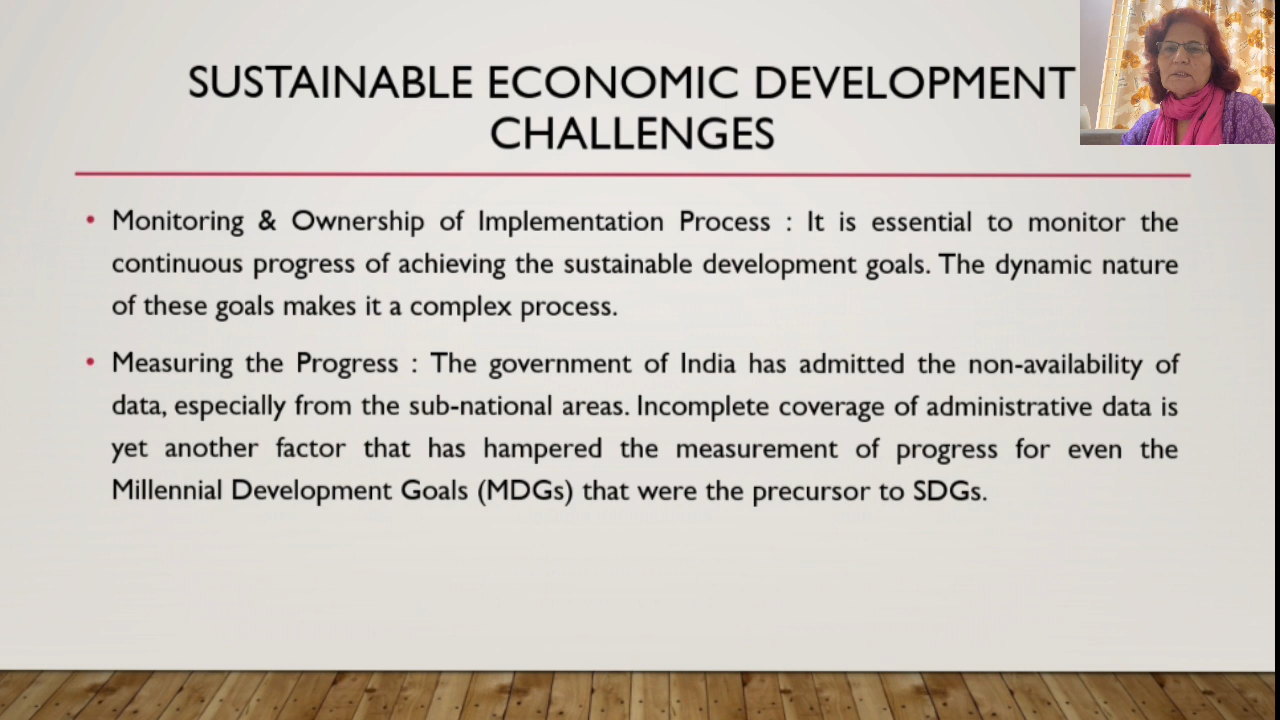 SUSTAINABLE ECONOMIC DEVELOPMENT
CHALLENGES
• Monitoring & Ownership of Implementation Process : It is essential to monitor the
continuous progress of achieving the sustainable development goals. The dynamic nature
of these goals makes it a complex process.
• Measuring the Progress : The government of India has admitted the non-availability of
data, especially from the sub-national areas. Incomplete coverage of administrative data is
yet another factor that has hampered the measurement of progress for even the
Millennial Development Goals (MDGs) that were the precursor to SDGs.